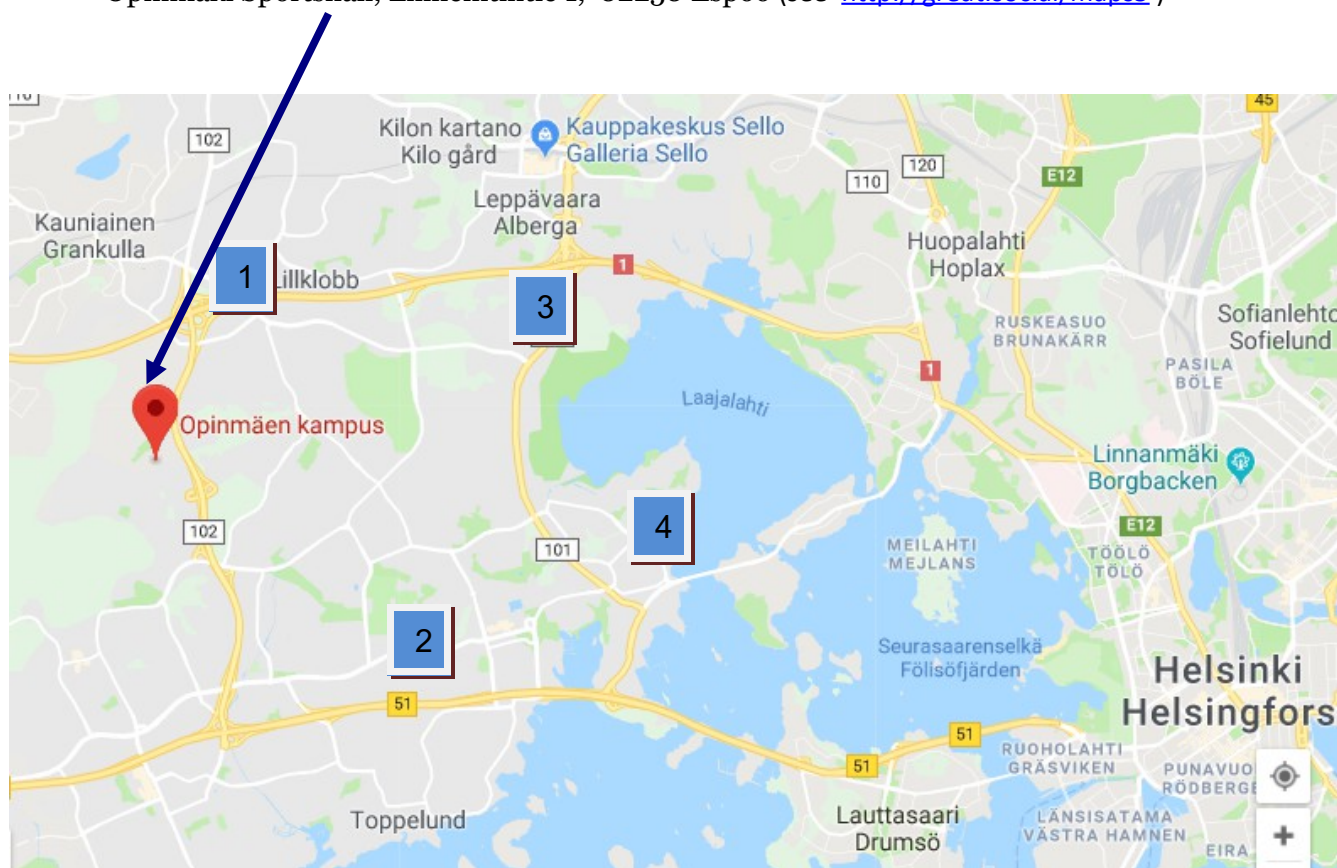 102
Kilon kartano
Kilo gård
Kauppakeskus Sello
Galleria Sello
45
120
110
E12
Leppävaara
Alberga
Kauniainen
Grankulla
Huopalahti
Hoplax
1
Lillklobb
1
3
RUSKEASUO
BRUNAKÄRR
Sofielund
PASILA
BÖLE
1
Laajalahti
Opinmäen kampus
Linnanmäki
Borgbacken
102
101
4
E12
MEILAHTI
MEJLANS
TÖÖLÖ
TÖLÖ
2
Seurasaarenselkä
Fölisöfjärden
Helsinki
Helsingfors
51
51
51
RUOHOLAHTI
GRÄSVIKEN
Toppelund
Lauttasaari
Drumsö
LÄNSISATAMA
VÄSTRA HAMNEN
EIRA
+